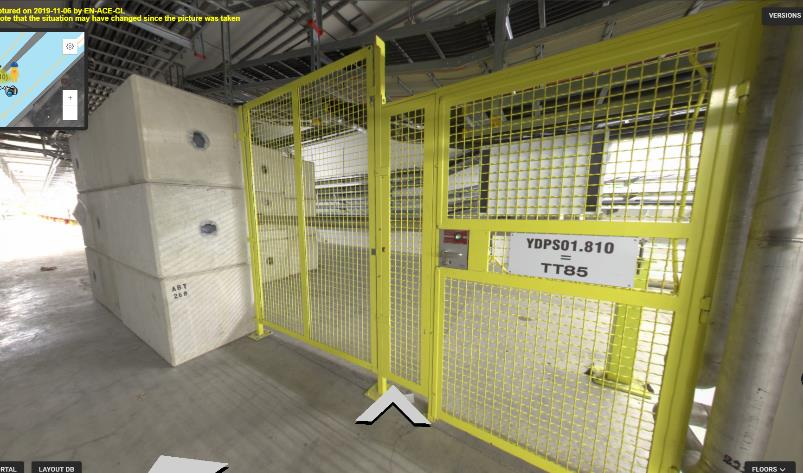 ptured on 2019-11-06 by EN-ACE-CL
ote that the situation may have changed since the picture was taken
VERSIONS
YDPS01.810
=
TT85
ABT
RTAL
LAYOUT DB
FLOORS